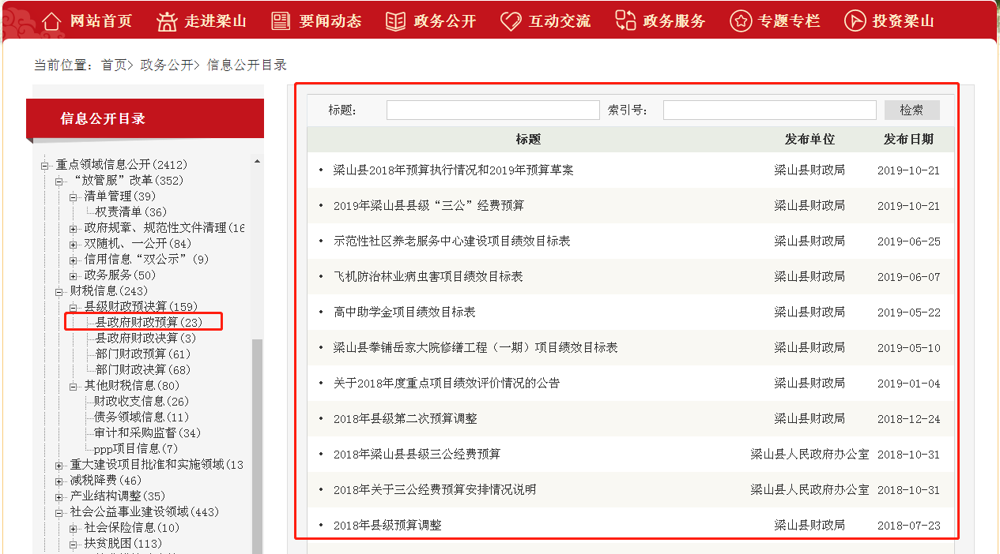 网站首页 走进梁山 要闻动态 政务公开 互动交流 政务服务 专题专栏 投资梁山
当前位置：首页> 政务公开> 信息公开目录
信息公开目录
重点领域信息公开(2412)
“放管服”改革(352)
清单管理(39)
权责清单(36)
政府规章、规范性文件清理(16
双随机、一公开(84)
信用信息“双公示”(9)
政务服务(50)
财税信息(243)
县级财政预决算(159)
县政府财政预算(23)
县政府财政决算(3)
部门财政预算(61)
部门财政决算(68)
其他财税信息(80)
财政收支信息(26)
债务领域信息(11)
审计和采购监督(34)
ppp项目信息(7)
重大建设项目批准和实施领域(13
减税降费(46)
产业结构调整(35)
社会公益事业建设领域(443)
社会保险信息(10)
扶贫脱困(113)
标题： 索引号： 检索
标题 发布单位 发布日期
• 梁山县2018年预算执行情况和2019年预算草案 梁山县财政局 2019-10-21
• 2019年梁山县县级“三公”经费预算 梁山县财政局 2019-10-21
• 示范性社区养老服务中心建设项目绩效目标表 梁山县财政局 2019-06-25
• 飞机防治林业病虫害项目绩效目标表 梁山县财政局 2019-06-07
• 高中助学金项目绩效目标表 梁山县财政局 2019-05-22
• 梁山县拳铺岳家大院修缮工程（一期）项目绩效目标表 梁山县财政局 2019-05-10
• 关于2018年度重点项目绩效评价情况的公告 梁山县财政局 2019-01-04
• 2018年县级第二次预算调整 梁山县财政局 2018-12-24
• 2018年梁山县县级三公经费预算 梁山县人民政府办公室 2018-10-31
• 2018年关于三公经费预算安排情况说明 梁山县人民政府办公室 2018-10-31
• 2018年县级预算调整 梁山县财政局 2018-07-23